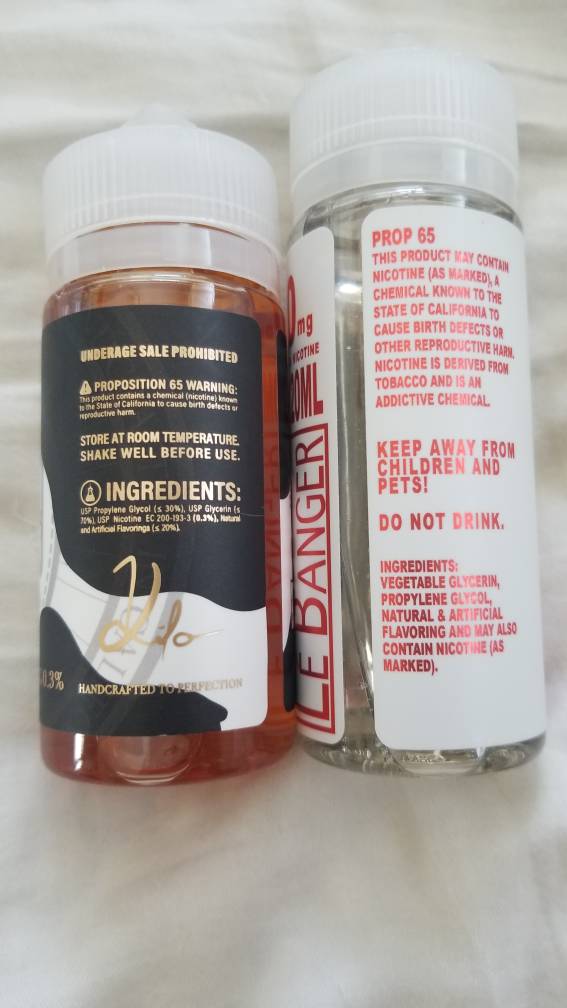 UNDERAGE SALE PROHIBITED
PROPOSITION 65 WARNING:
This product contains a chemical (nicotine) known
to the State of California to cause birth defects or
reproductive harm.
STORE AT ROOM TEMPERATURE.
SHAKE WELL BEFORE USE.
INGREDIENTS:
USP Propylene Glycol (≤ 30%), USP Glycerin (≤
70%), USP Nicotine EC 200-193-3 (0.3%), Natural
and Artificial Flavoringa (≤ 20%).
Kilo
0.3%
HANDCRAFTED TO PERFECTION
0mg
NICOTINE
LE BANGER
PROP 65
THIS PRODUCT MAY CONTAIN
NICOTINE (AS MARKED), A
CHEMICAL KNOWN TO THE
STATE OF CALIFORNIA TO
CAUSE BIRTH DEFECTS OR
OTHER REPRODUCTIVE HARM.
NICOTINE IS DERIVED FROM
TOBACCO AND IS AN
ADDICTIVE CHEMICAL.
KEEP AWAY FROM
CHILDREN AND
PETS!
DO NOT DRINK.
INGREDIENTS:
VEGETABLE GLYCERIN,
PROPYLENE GLYCOL,
NATURAL & ARTIFICIAL
FLAVORING AND MAY ALSO
CONTAIN NICOTINE (AS
MARKED).